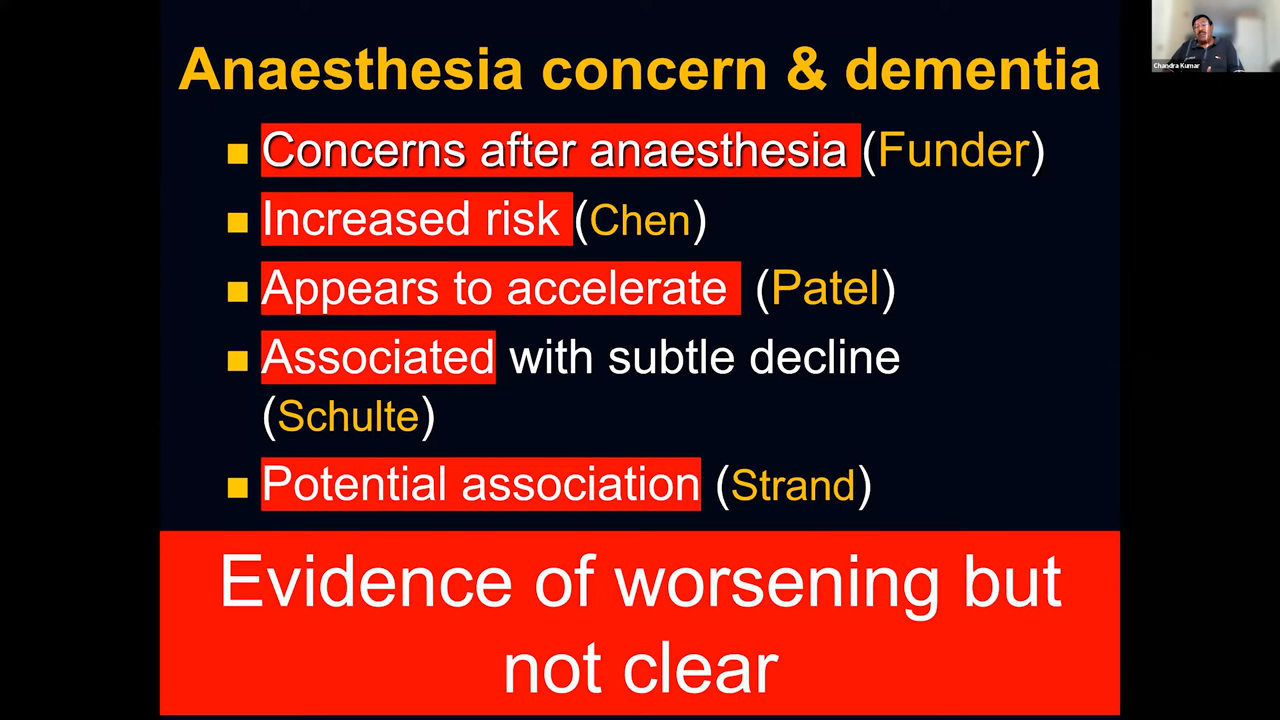 Anaesthesia concern & dementia
Concerns after anaesthesia (Funder)
Increased risk (Chen)
Appears to accelerate (Patel)
Associated with subtle decline
(Schulte)
Potential association (Strand)
Evidence of worsening but
not clear
Chandra Kumar